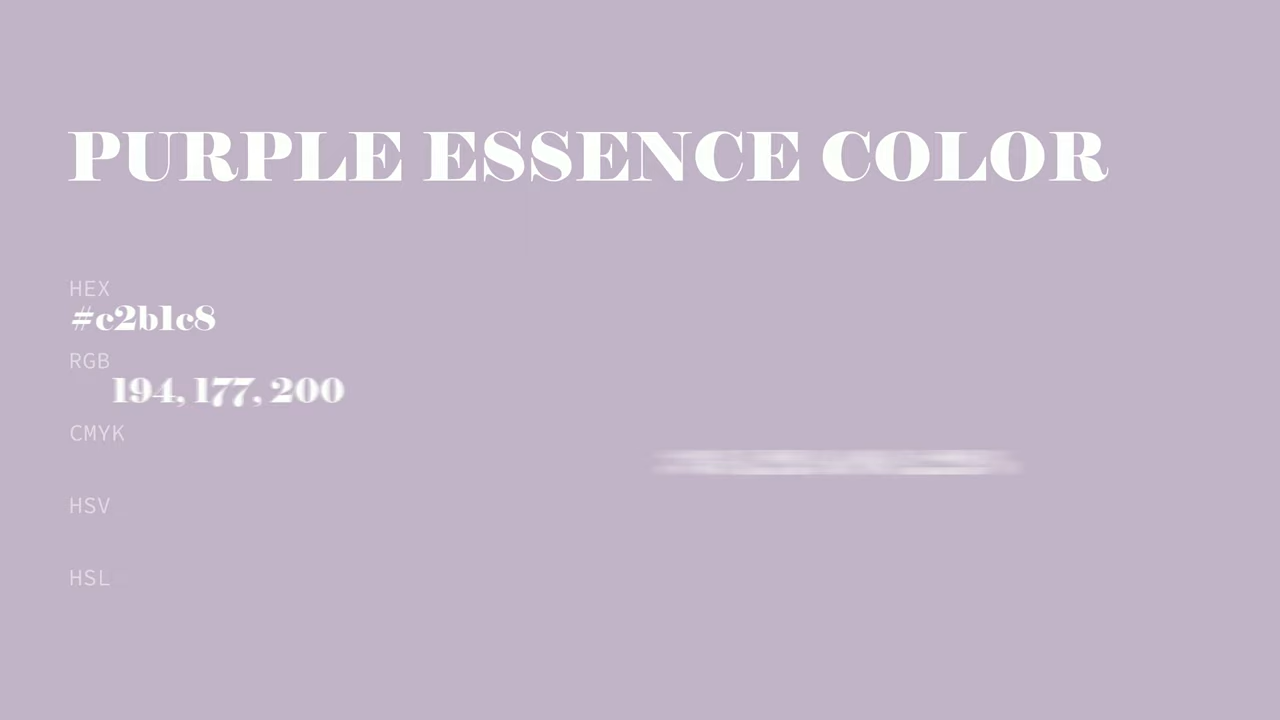 PURPLE ESSENCE COLOR
HEX
#c2b1c8
RGB
194, 177, 200
CMYK
HSV
HSL